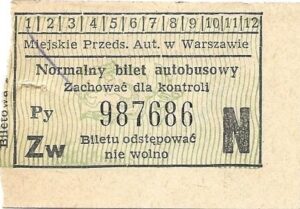 1 2 3 4 5 6 7 8 9 10 11 12
Miejskie Przeds. Aut. w Warszawie
Normalny bilet autobusowy
Zachować dla kontroli
Py 987686
Zw Biletu odstępować N
nie wolno
Biletowa